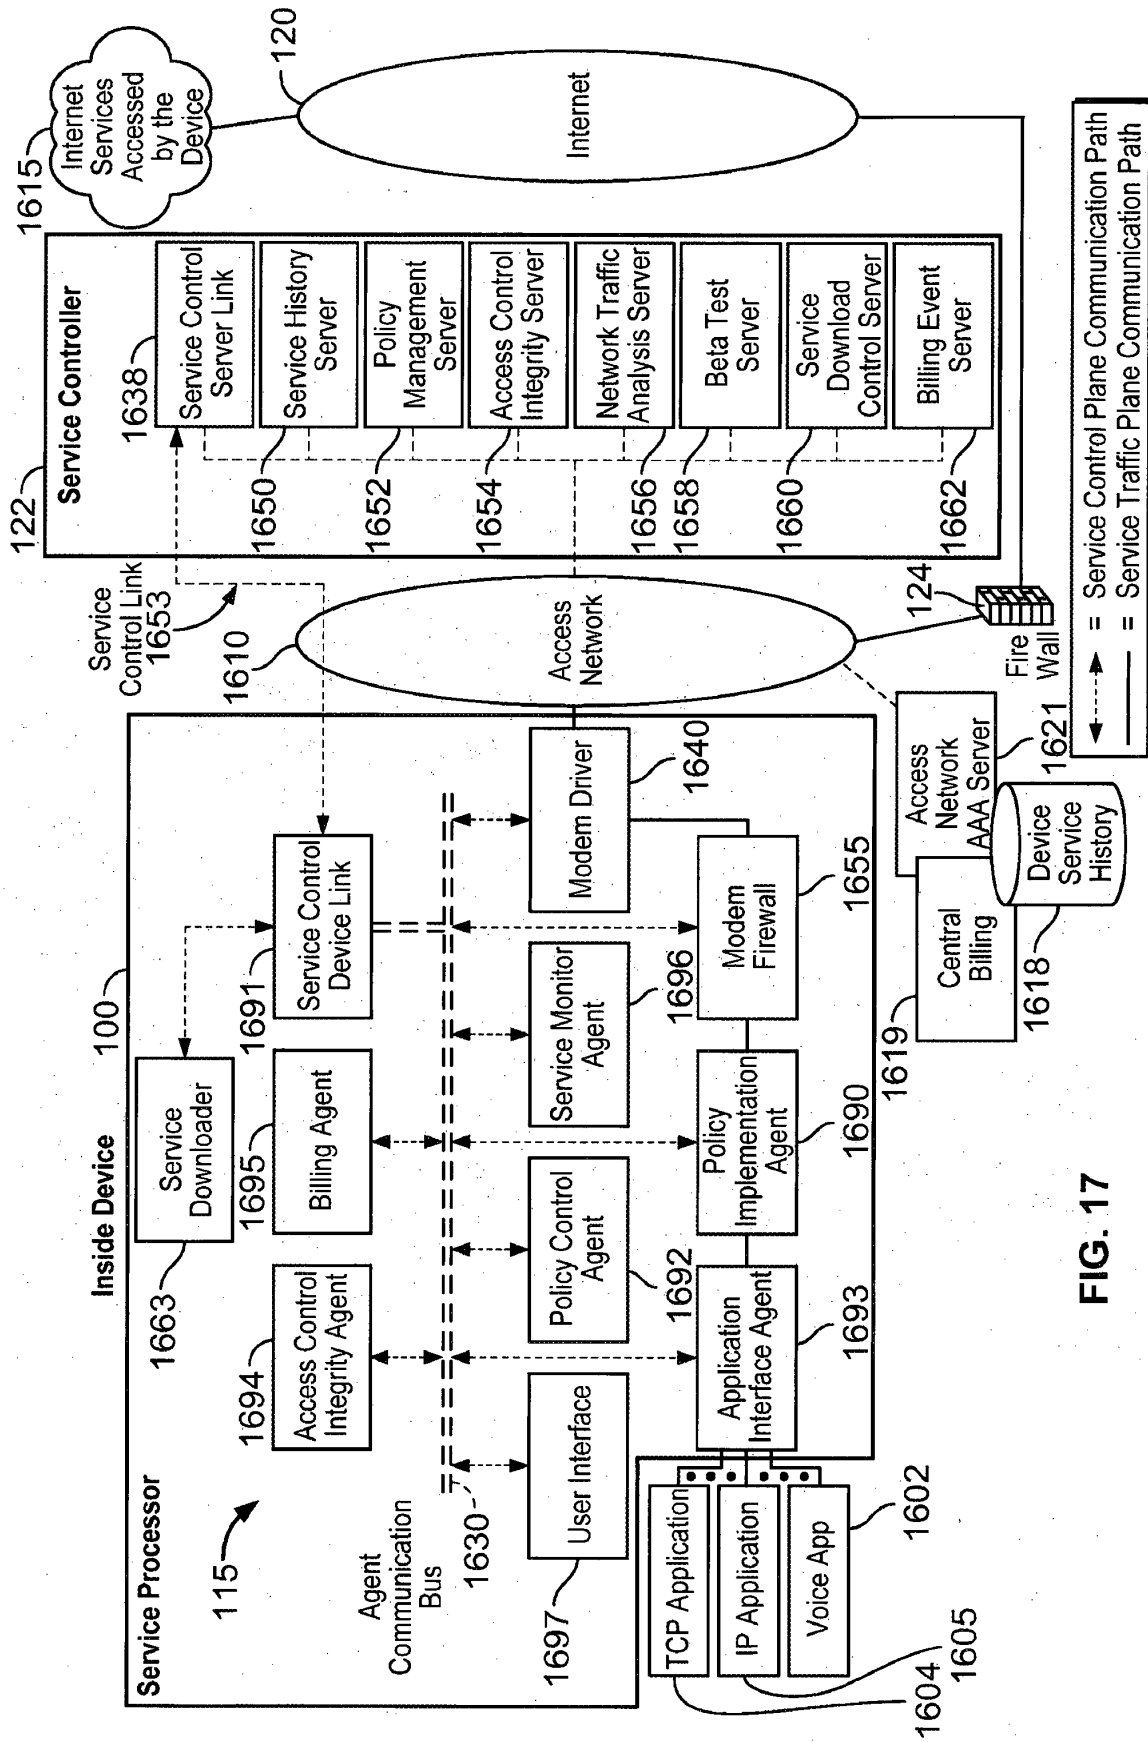 Inside Device
100
Service Processor
115
1663
Service
Downloader
1694
Access Control
Integrity Agent
1695
Billing Agent
1691
Service Control
Device Link
Agent
Communication
Bus
1630
1697
User Interface
Policy Control
Agent
1692
Service Monitor
Agent
1696
Modem Driver
1640
Application
Interface Agent
1693
Policy
Implementation
Agent
1690
Modem
Firewall
1655
TCP Application
IP Application
Voice App
1604
1605
1602
Service
Control Link
1653
1610
Access
Network
122
Service Controller
1638
Service Control
Server Link
1650
Service History
Server
1652
Policy
Management
Server
1654
Access Control
Integrity Server
1656
Network Traffic
Analysis Server
1658
Beta Test
Server
1660
Service
Download
Control Server
1662
Billing Event
Server
1615
Internet
Services
Accessed
by the
Device
120
Internet
124
Fire
Wall
1619
Central
Billing
1618
Device
Service
History
Access
Network
AAA Server
1621
= Service Control Plane Communication Path
= Service Traffic Plane Communication Path
FIG. 17